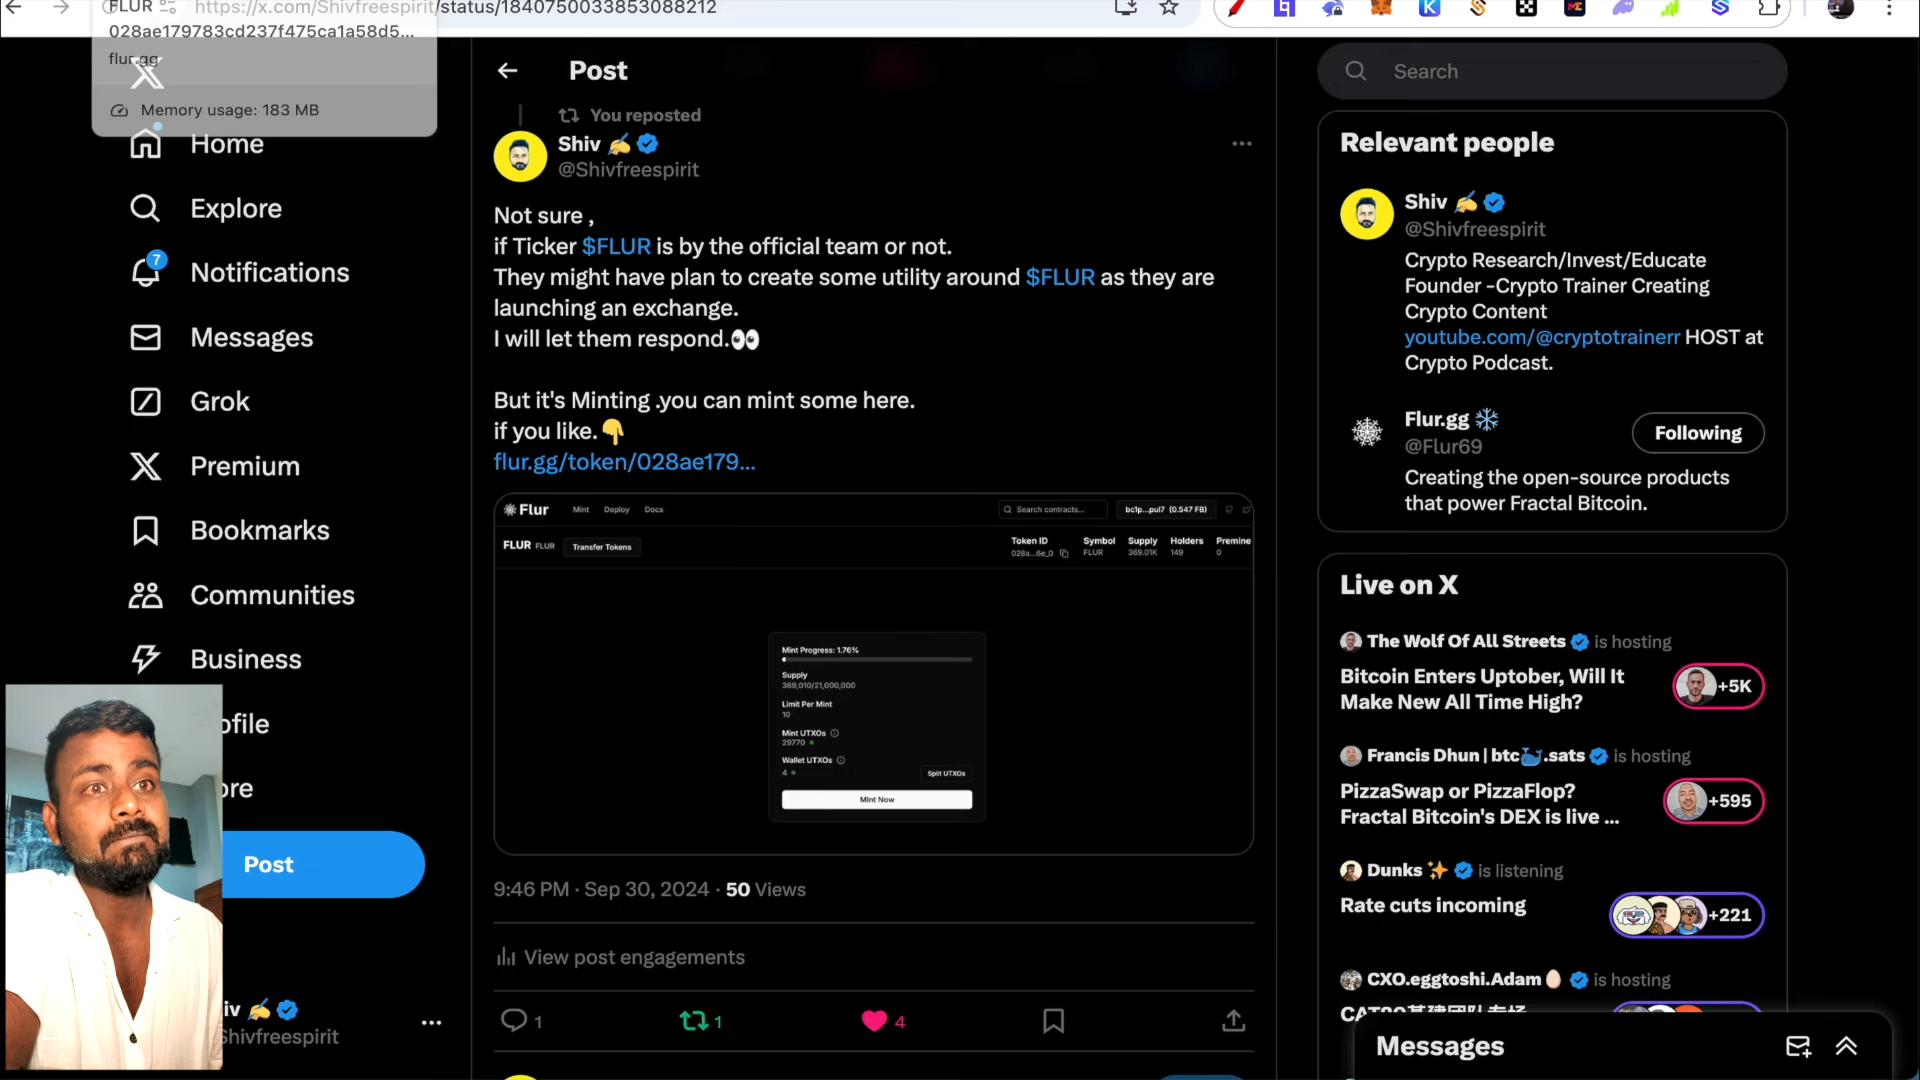 FLUR
https://x.com/Shivfreespirit/status/1840750033853088212
028ae179783cd237f475ca1a58d5...
flur.gg
Memory usage: 183 MB
Home
Explore
7
Notifications
Messages
Grok
Premium
Bookmarks
Communities
Business
ofile
ore
Post
iv
Shivfreespirit
Post
You reposted
Shiv
@Shivfreespirit
Not sure ,
if Ticker $FLUR is by the official team or not.
They might have plan to create some utility around $FLUR as they are
launching an exchange.
I will let them respond.👀
But it's Minting .you can mint some here.
if you like.👇
flur.gg/token/028ae179...
Flur Mint Deploy Docs Search contracts... bc1p...pul7 (0.547 FB)
FLUR FLUR Transfer Tokens
Token ID Symbol Supply Holders Premine
028a...6e_0 FLUR 369.01K 149 0
Mint Progress: 1.76%
Supply
369,010/21,000,000
Limit Per Mint
10
Mint UTXOs
29770
Wallet UTXOs
4
Split UTXOs
Mint Now
9:46 PM · Sep 30, 2024 · 50 Views
View post engagements
1 1 4
Search
Relevant people
Shiv
@Shivfreespirit
Crypto Research/Invest/Educate
Founder -Crypto Trainer Creating
Crypto Content
youtube.com/@cryptotrainerr HOST at
Crypto Podcast.
Flur.gg
@Flur69
Following
Creating the open-source products
that power Fractal Bitcoin.
Live on X
The Wolf Of All Streets is hosting
Bitcoin Enters Uptober, Will It
Make New All Time High?
+5K
Francis Dhun | btc🐳.sats is hosting
PizzaSwap or PizzaFlop?
Fractal Bitcoin's DEX is live ...
+595
Dunks is listening
Rate cuts incoming
+221
CXO.eggtoshi.Adam is hosting
Messages